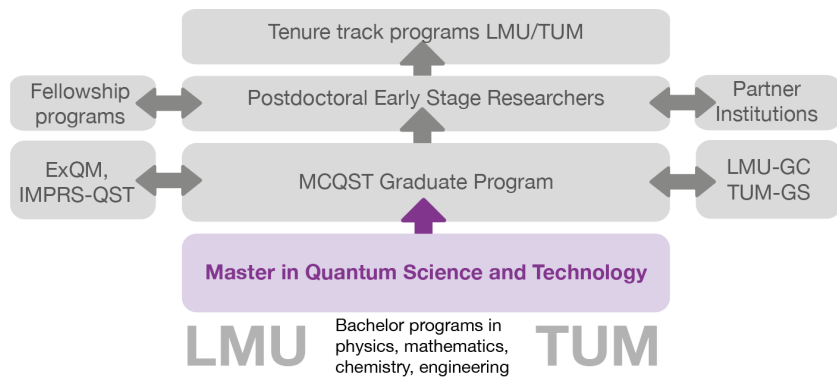 Tenure track programs LMU/TUM
Fellowship
programs
Postdoctoral Early Stage Researchers
Partner
Institutions
ExQM,
IMPRS-QST
MCQST Graduate Program
LMU-GC
TUM-GS
Master in Quantum Science and Technology
LMU
Bachelor programs in
physics, mathematics,
chemistry, engineering
TUM